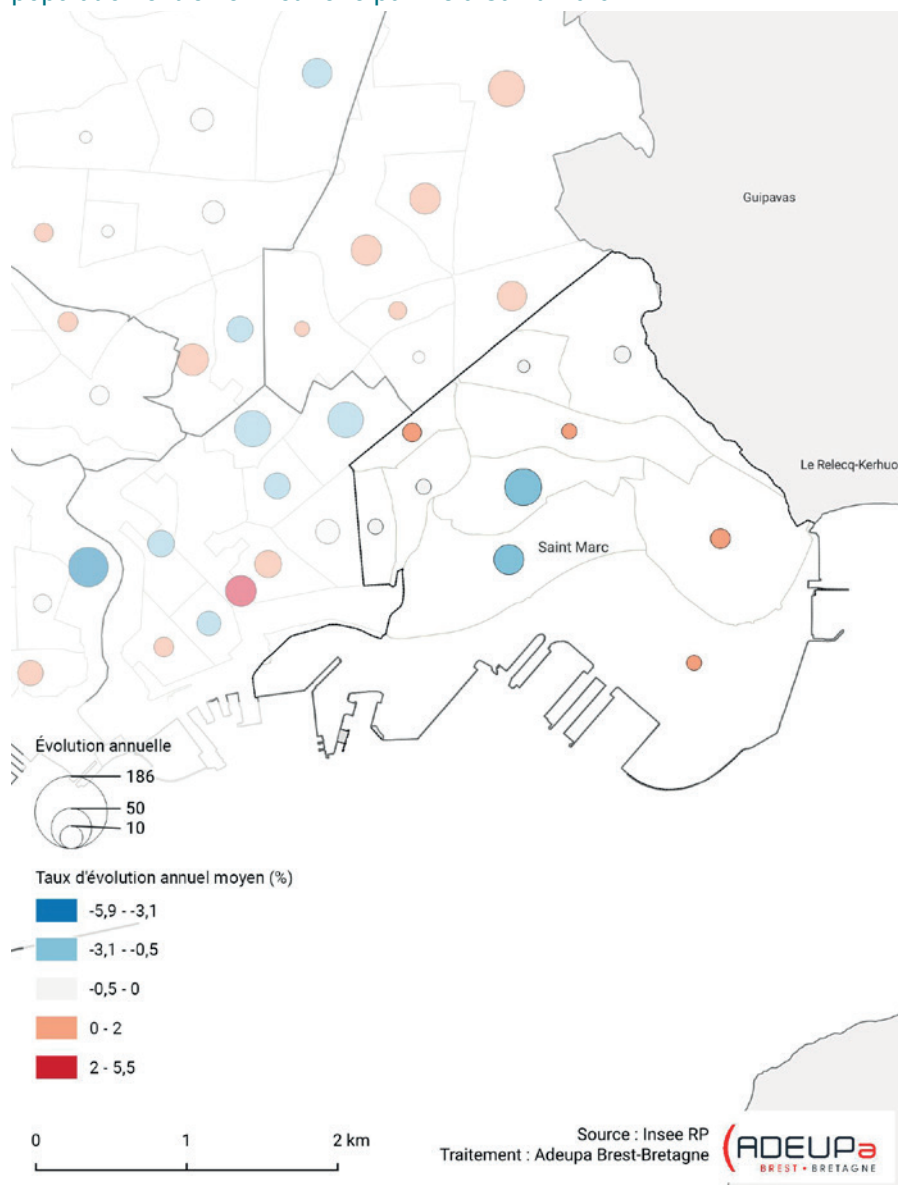 Guipavas
Le Relecq-Kerhuo
Saint Marc
Évolution annuelle
186
50
10
Taux d'évolution annuel moyen (%)
-5,9 - -3,1
-3,1 - -0,5
-0,5 - 0
0 - 2
2 - 5,5
0 1 2 km
Source : Insee RP
Traitement : Adeupa Brest-Bretagne
ADEUPa
BREST • BRETAGNE